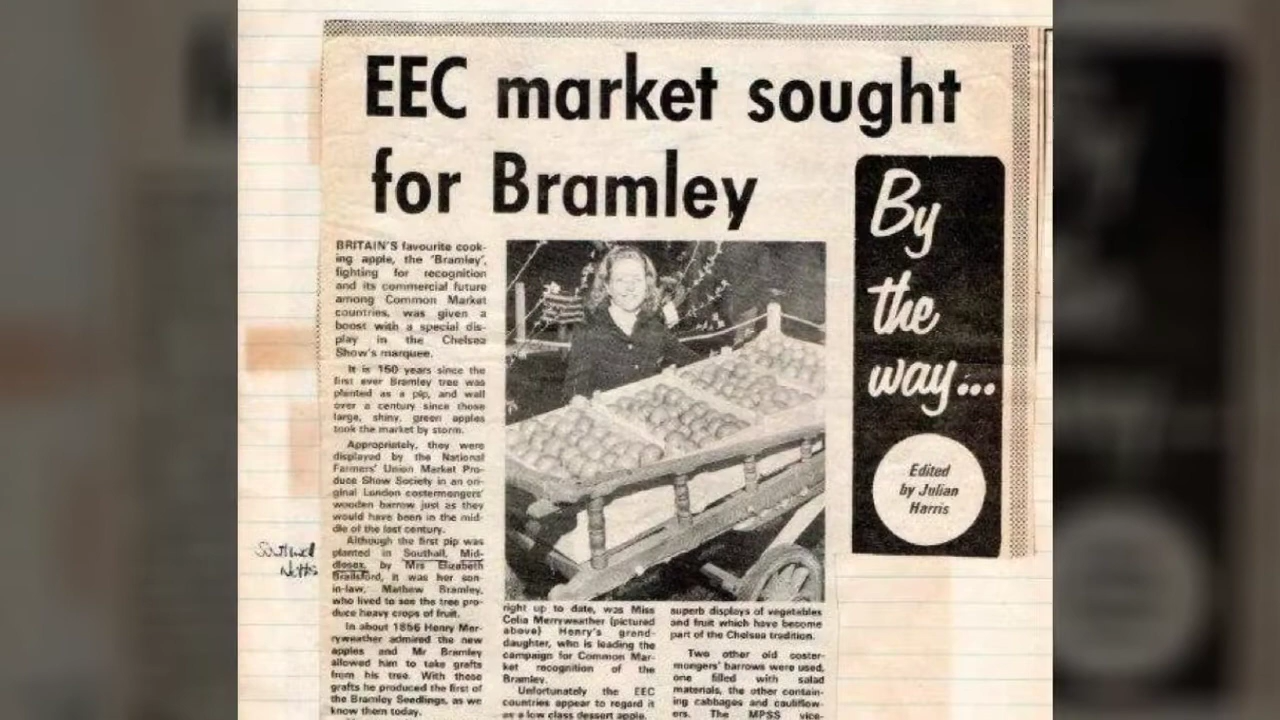 EEC market sought
for Bramley
By
the
way...
Edited
by Julian
Harris
BRITAIN'S favourite cook-
ing apple, the 'Bramley',
fighting for recognition
and its commercial future
among Common Market
countries, was given a
boost with a special dis-
play in the Chelsea
Show's marquee.
It is 160 years since the
first ever Bramley tree was
planted as a pip, and well
over a century since those
large, shiny, green apples
took the market by storm.
Appropriately, they were
displayed by the National
Farmers' Union Market Pro-
duce Show Society in an ori-
ginal London costermongers'
wooden barrow just as they
would have been in the mid-
dle of the last century.
Although the first pip was
planted in Southall, Mid-
dlesex, by Mrs Elizabeth
Brailsford, it was her son-
in-law, Mathew Bramley,
who lived to see the tree pro-
duce heavy crops of fruit.
In about 1856 Henry Mer-
ryweather admired the new
apples and Mr Bramley
allowed him to take grafts
from his tree. With these
grafts he produced the first of
the Bramley Seedlings, as we
know them today.
Southwell
Notts
right up to date, was Miss
Celia Merryweather (pictured
above) Henry's grand-
daughter, who is leading the
campaign for Common Mar-
ket recognition of the
Bramley.
Unfortunately the EEC
countries appear to regard it
as a low class dessert apple.
superb displays of vegetables
and fruit which have become
part of the Chelsea tradition.
Two other old coster-
mongers' barrows were used,
one filled with salad
materials, the other contain-
ing cabbages and cauliflow-
ers. The MPSS vice-